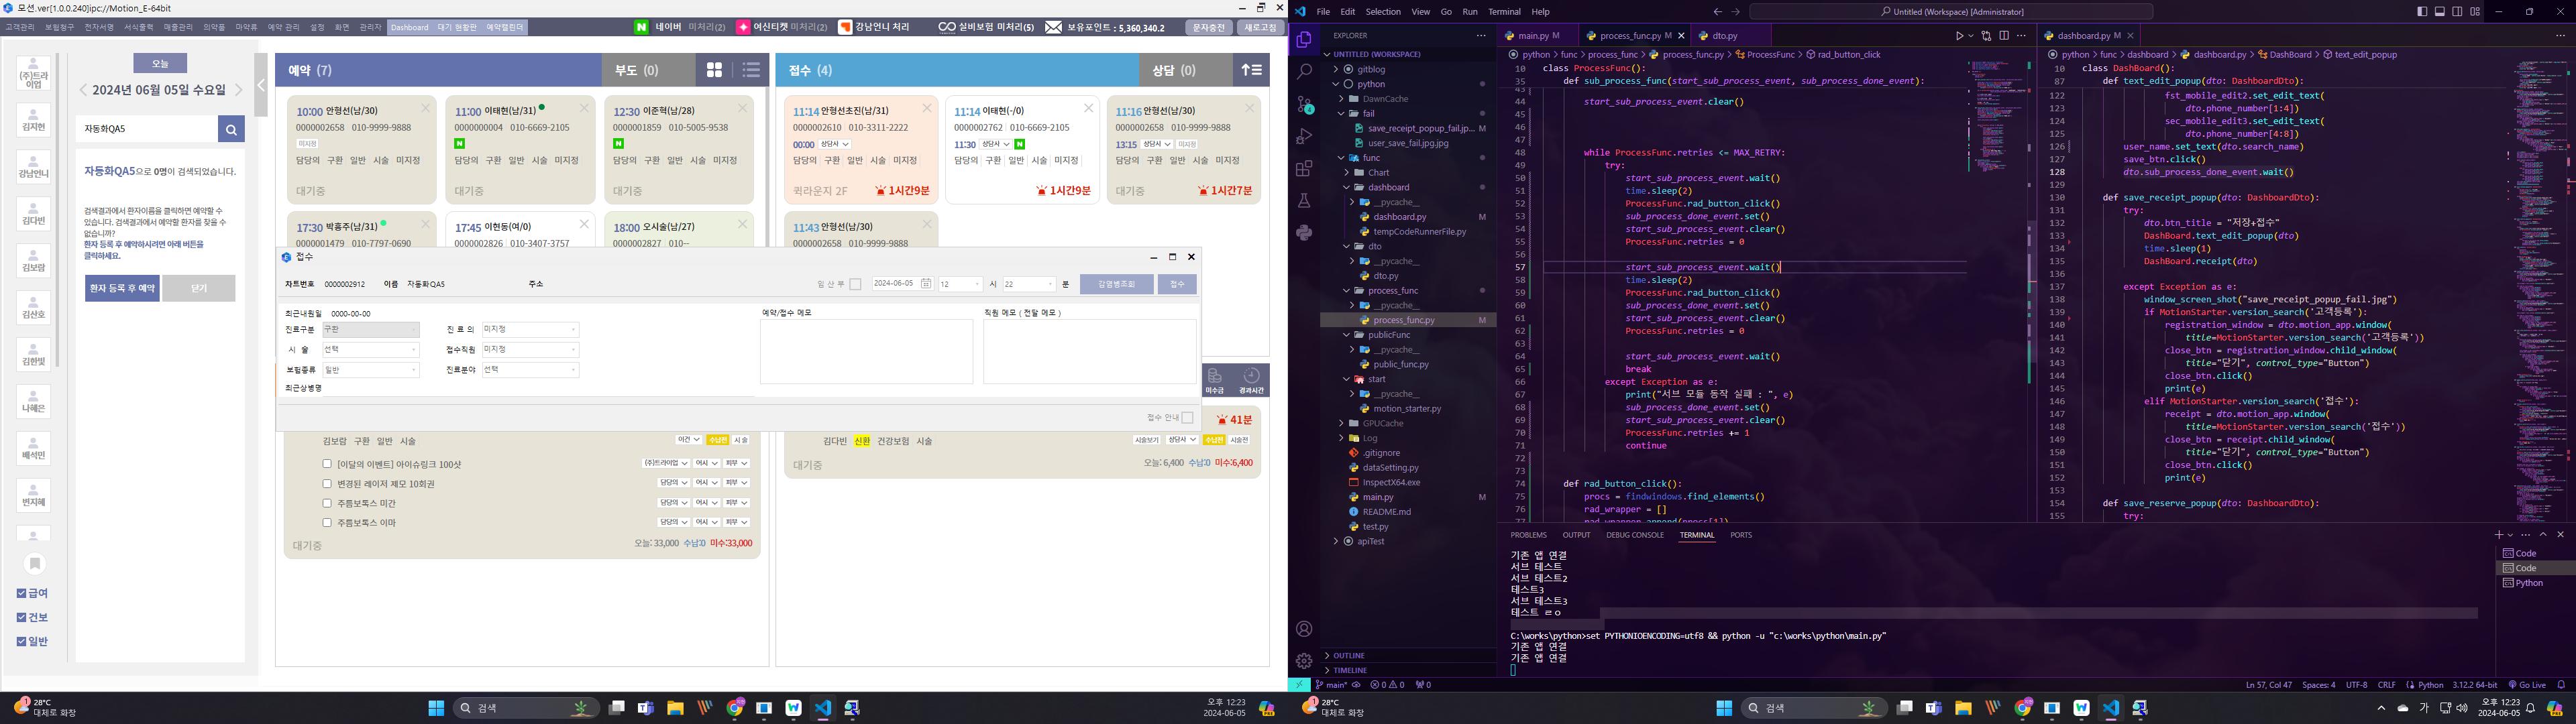 모션.ver[1.0.0.240]ipc://Motion_E-64bit
고객관리 보험청구 전자서명 서식출력 매출관리 의약품 마약류 예약 관리 설정 화면 관리자 Dashboard 대기 현황판 예약캘린더
네이버 미처리(2) 여신티켓 미처리(2) 강남언니 처리 실비보험 미처리(5) 보유포인트 : 5,360,340.2 문자충전 새로고침
(주)트라이업
김지현
강남언니
김다빈
김보람
김산호
김한빛
나혜은
배석민
변지혜
급여
건보
일반
오늘
2024년 06월 05일 수요일
자동화QA5
자동화QA5으로 0명이 검색되었습니다.
검색결과에서 환자이름을 클릭하면 예약할 수
있습니다. 검색결과에서 예약할 환자를 찾을 수
없습니까?
환자 등록 후 예약하시려면 아래 버튼을
클릭하세요.
환자 등록 후 예약 닫기
예약 (7) 부도 (0)
10:00 안형선(남/30)
0000002658 010-9999-9888
미지정
담당의 구환 일반 시술 미지정
대기중
11:00 이태현(남/31)
0000000004 010-6669-2105
담당의 구환 일반 시술 미지정
대기중
12:30 이준혁(남/28)
0000001859 010-5005-9538
담당의 구환 일반 시술 미지정
대기중
17:30 박흥주(남/31)
0000001479 010-7797-0690
17:45 이현동(여/0)
0000002826 010-3407-3757
18:00 오시술(남/27)
0000002827 010--
접수 (4) 상담 (0)
11:14 안형선초진(남/31)
0000002610 010-3311-2222
00:00 상담사
담당의 구환 일반 시술 미지정
퀵라운지 2F 1시간9분
11:14 이태현(-/0)
0000002762 010-6669-2105
11:30 상담사
담당의 구환 일반 시술 미지정
1시간9분
11:16 안형선(남/30)
0000002658 010-9999-9888
13:15 상담사 미지정
담당의 구환 일반 시술 미지정
대기중 1시간7분
11:43 안형선(남/30)
0000002658 010-9999-9888
접수
차트번호 0000002912 이름 자동화QA5 주소 임 산 부 2024-06-05 12 시 22 분 감염병조회 접수
최근내원일 0000-00-00
진료구분 구환 진 료 의 미지정
시 술 선택 접수직원 미지정
보험종류 일반 진료분야 선택
최근상병명
예약/접수 메모
직원 메모 ( 전달 메모 )
접수 안내
미수금 경과시간
41분
김보람 구환 일반 시술 미건 수납전 시 술
[이달의 이벤트] 아이슈링크 100샷 (주)트라이업 여시 피부
변경된 레이저 제모 10회권 담당의 여시 피부
주름보톡스 미간 담당의 여시 피부
주름보톡스 이마 담당의 여시 피부
대기중 오늘: 33,000 수납:0 미수:33,000
김다빈 신환 건강보험 시술 시술보기 상담사 수납전 시술전
대기중 오늘: 6,400 수납:0 미수:6,400
28°C
대체로 화창
검색
오후 12:23
2024-06-05
File Edit Selection View Go Run Terminal Help
Untitled (Workspace) [Administrator]
EXPLORER
UNTITLED (WORKSPACE)
gitblog
python
DawnCache
fail
save_receipt_popup_fail.jp... M
user_save_fail.jpg.jpg
func
Chart
dashboard
__pycache__
dashboard.py M
tempCodeRunnerFile.py
dto
__pycache__
dto.py
process_func
__pycache__
process_func.py M
publicFunc
__pycache__
public_func.py
start
__pycache__
motion_starter.py
GPUCache
Log
.gitignore
dataSetting.py
InspectX64.exe
main.py M
README.md
test.py
apiTest
OUTLINE
TIMELINE
main.py M process_func.py M dto.py
python > func > process_func > process_func.py > ProcessFunc > rad_button_click
10 class ProcessFunc():
35 def sub_process_func(start_sub_process_event, sub_process_done_event):
43
44 start_sub_process_event.clear()
45
46
47
48 while ProcessFunc.retries <= MAX_RETRY:
49 try:
50 start_sub_process_event.wait()
51 time.sleep(2)
52 ProcessFunc.rad_button_click()
53 sub_process_done_event.set()
54 start_sub_process_event.clear()
55 ProcessFunc.retries = 0
56
57 start_sub_process_event.wait()
58 time.sleep(2)
59 ProcessFunc.rad_button_click()
60 sub_process_done_event.set()
61 start_sub_process_event.clear()
62 ProcessFunc.retries = 0
63
64 start_sub_process_event.wait()
65 break
66 except Exception as e:
67 print("서브 모듈 동작 실패 : ", e)
68 sub_process_done_event.set()
69 start_sub_process_event.clear()
70 ProcessFunc.retries += 1
71 continue
72
73
74 def rad_button_click():
75 procs = findwindows.find_elements()
76 rad_wrapper = []
77 rad_wrapper.append(procs[1])
dashboard.py M
python > func > dashboard > dashboard.py > DashBoard > text_edit_popup
10 class DashBoard():
87 def text_edit_popup(dto: DashboardDto):
122 fst_mobile_edit2.set_edit_text(
123 dto.phone_number[1:4])
124 sec_mobile_edit3.set_edit_text(
125 dto.phone_number[4:8])
126 user_name.set_text(dto.search_name)
127 save_btn.click()
128 dto.sub_process_done_event.wait()
129
130 def save_receipt_popup(dto: DashboardDto):
131 try:
132 dto.btn_title = "저장+접수"
133 DashBoard.text_edit_popup(dto)
134 time.sleep(1)
135 DashBoard.receipt(dto)
136
137 except Exception as e:
138 window_screen_shot("save_receipt_popup_fail.jpg")
139 if MotionStarter.version_search('고객등록'):
140 registration_window = dto.motion_app.window(
141 title=MotionStarter.version_search('고객등록'))
142 close_btn = registration_window.child_window(
143 title="닫기", control_type="Button")
144 close_btn.click()
145 print(e)
146 elif MotionStarter.version_search('접수'):
147 receipt = dto.motion_app.window(
148 title=MotionStarter.version_search('접수'))
149 close_btn = receipt.child_window(
150 title="닫기", control_type="Button")
151 close_btn.click()
152 print(e)
153
154 def save_reserve_popup(dto: DashboardDto):
155 try:
PROBLEMS OUTPUT DEBUG CONSOLE TERMINAL PORTS
기존 앱 연결
서브 테스트
서브 테스트2
테스트3
서브 테스트3
테스트 ㄹㅇ
C:\works\python>set PYTHONIOENCODING=utf8 && python -u "c:\works\python\main.py"
기존 앱 연결
기존 앱 연결
Code
Code
Python
main* 0 0 0 Ln 57, Col 47 Spaces: 4 UTF-8 CRLF Python 3.12.2 64-bit Go Live
28°C
대체로 화창
검색
가
오후 12:23
2024-06-05